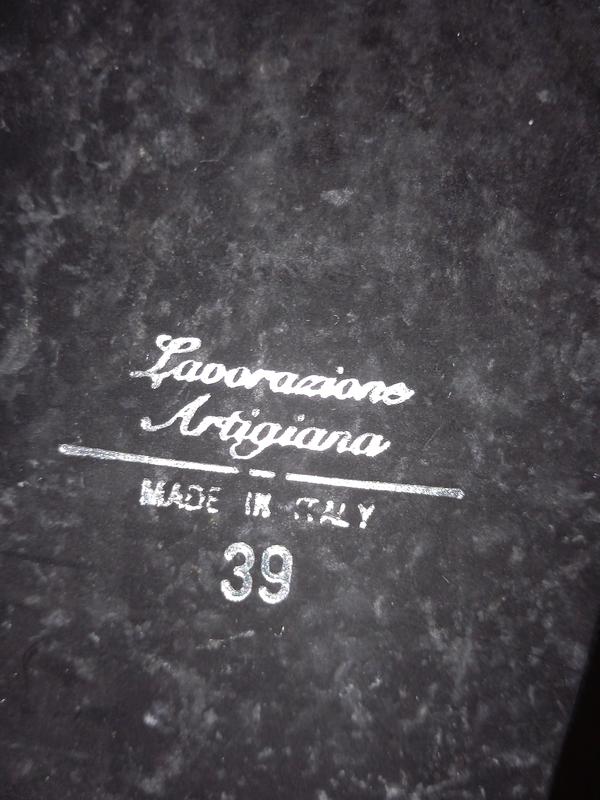 Lavorazione
Artigiana
MADE IN ITALY
39